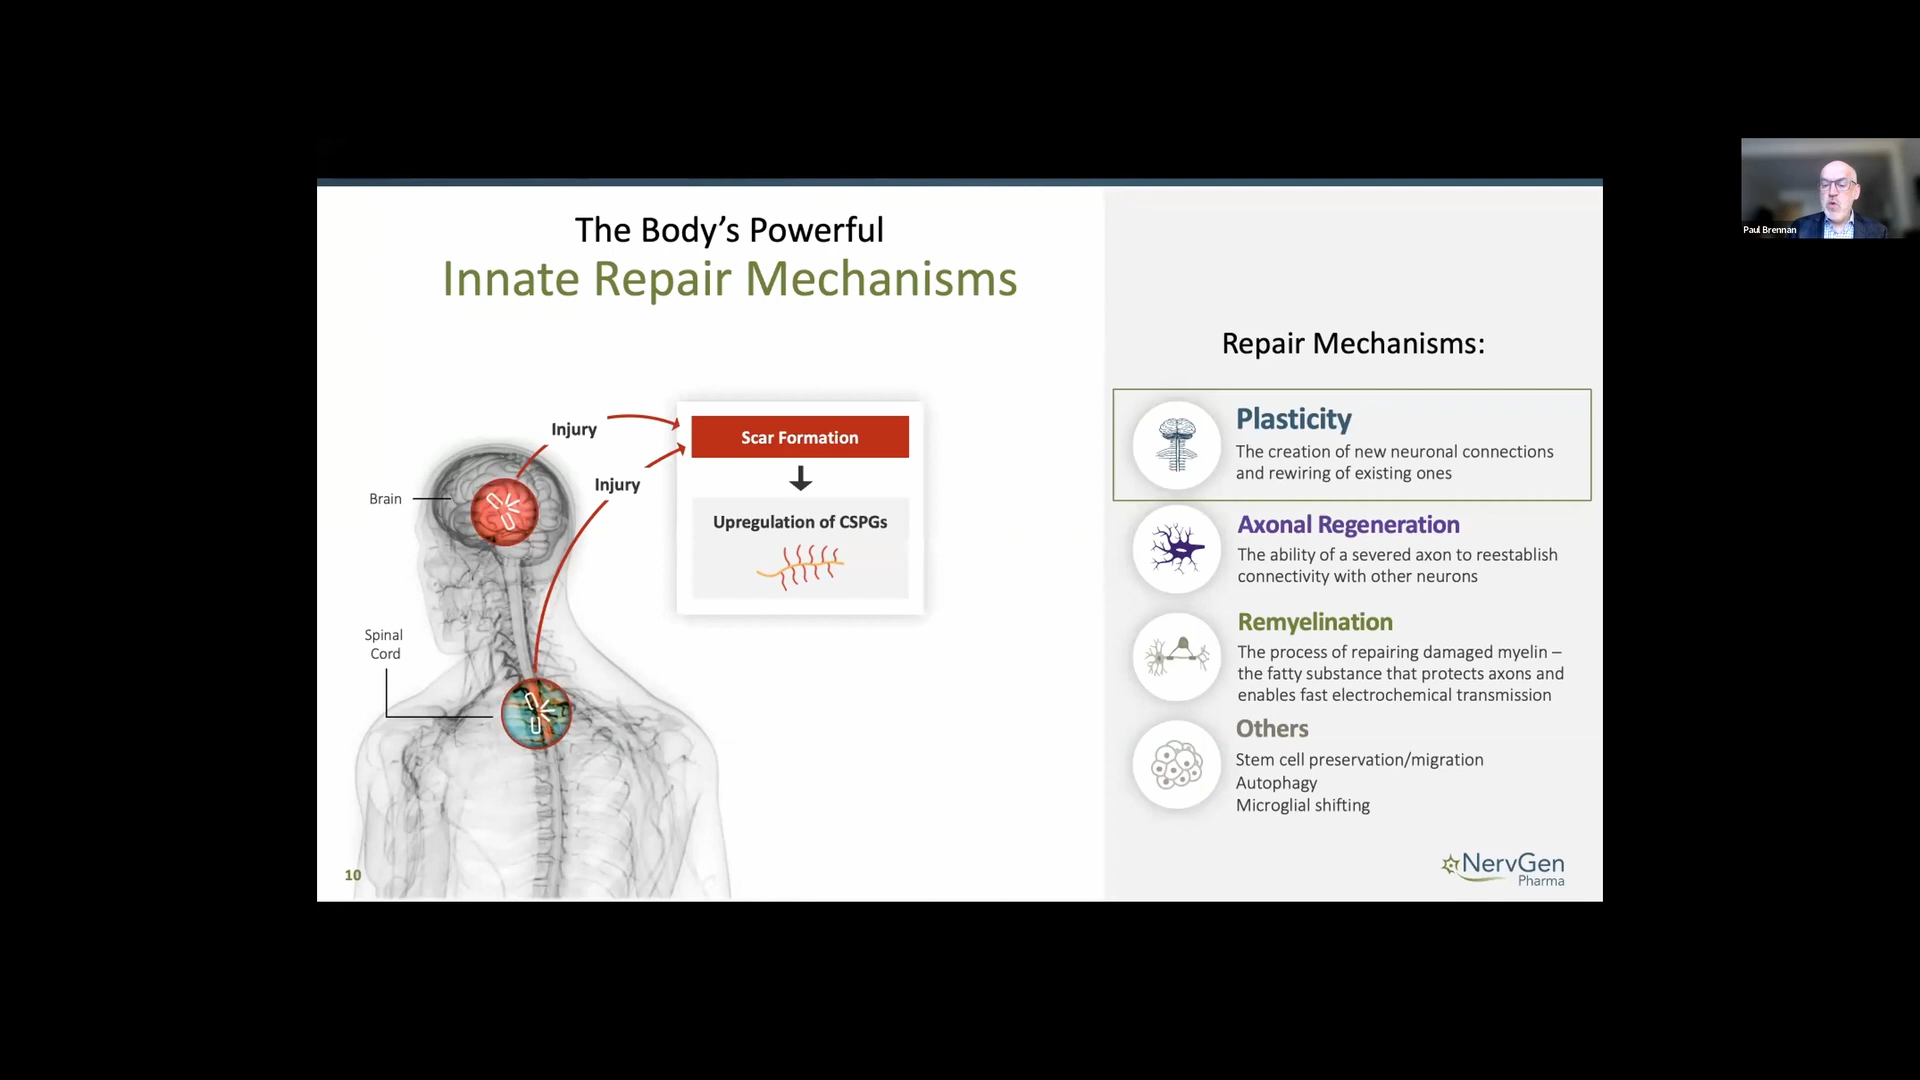 The Body's Powerful
Innate Repair Mechanisms
Injury
Injury
Brain
Spinal
Cord
Scar Formation
Upregulation of CSPGs
10
Repair Mechanisms:
Plasticity
The creation of new neuronal connections
and rewiring of existing ones
Axonal Regeneration
The ability of a severed axon to reestablish
connectivity with other neurons
Remyelination
The process of repairing damaged myelin –
the fatty substance that protects axons and
enables fast electrochemical transmission
Others
Stem cell preservation/migration
Autophagy
Microglial shifting
NervGen
Pharma
Paul Brennan